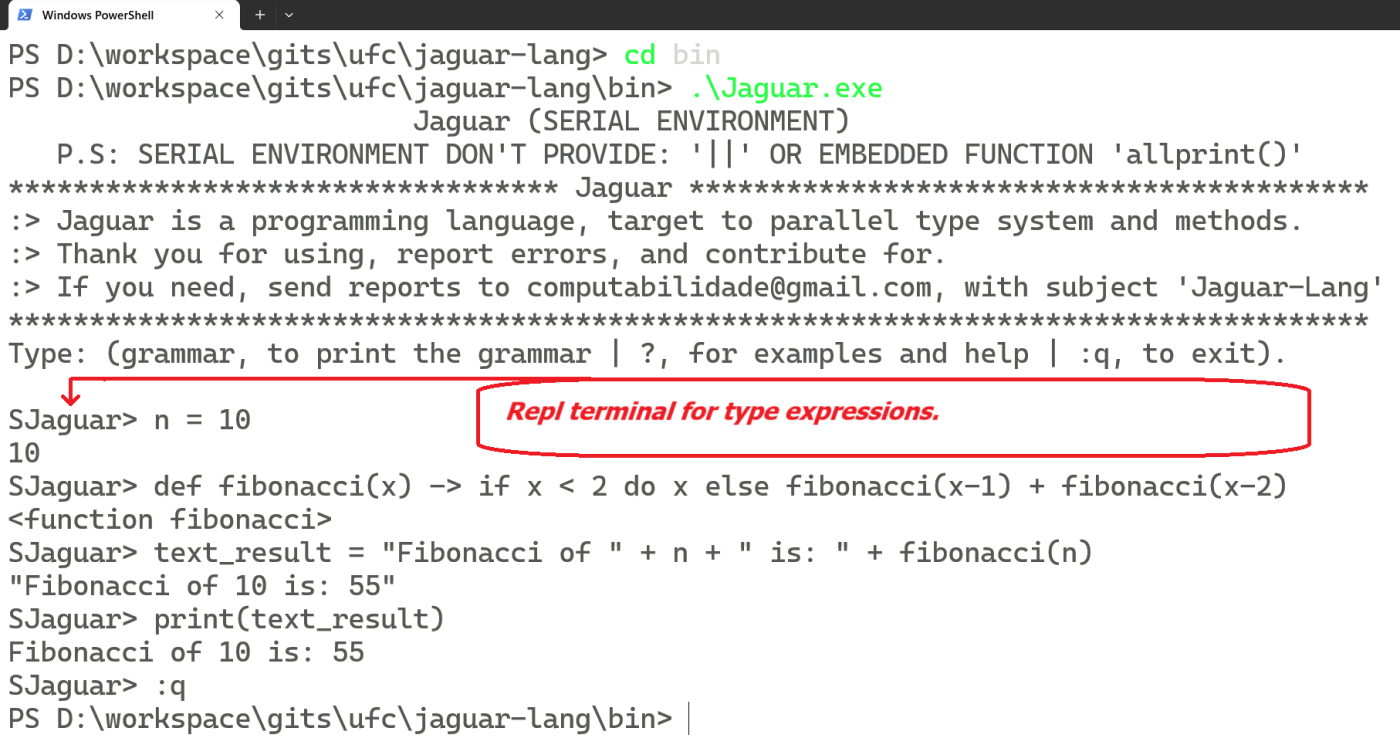 Windows PowerShell
PS D:\workspace\gits\ufc\jaguar-lang> cd bin
PS D:\workspace\gits\ufc\jaguar-lang\bin> .\Jaguar.exe
Jaguar (SERIAL ENVIRONMENT)
P.S: SERIAL ENVIRONMENT DON'T PROVIDE: '||' OR EMBEDDED FUNCTION 'allprint()'
********************************** Jaguar ******************************************
:> Jaguar is a programming language, target to parallel type system and methods.
:> Thank you for using, report errors, and contribute for.
:> If you need, send reports to computabilidade@gmail.com, with subject 'Jaguar-Lang'
************************************************************************************
Type: (grammar, to print the grammar | ?, for examples and help | :q, to exit).
Repl terminal for type expressions.
SJaguar> n = 10
10
SJaguar> def fibonacci(x) -> if x < 2 do x else fibonacci(x-1) + fibonacci(x-2)
<function fibonacci>
SJaguar> text_result = "Fibonacci of " + n + " is: " + fibonacci(n)
"Fibonacci of 10 is: 55"
SJaguar> print(text_result)
Fibonacci of 10 is: 55
SJaguar> :q
PS D:\workspace\gits\ufc\jaguar-lang\bin>